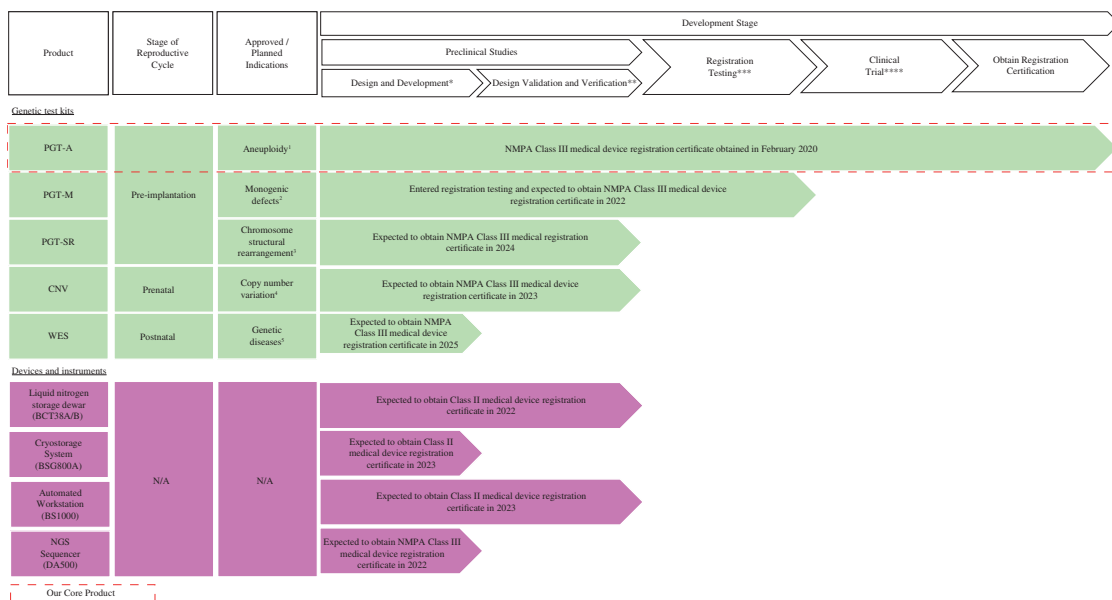 Product
Stage of
Reproductive
Cycle
Approved /
Planned
Indications
Development Stage
Preclinical Studies
Design and Development*
Design Validation and Verification**
Registration
Testing***
Clinical
Trial****
Obtain Registration
Certification
Genetic test kits
PGT-A
Aneuploidy¹
NMPA Class III medical device registration certificate obtained in February 2020
PGT-M
Pre-implantation
Monogenic
defects²
Entered registration testing and expected to obtain NMPA Class III medical device
registration certificate in 2022
PGT-SR
Chromosome
structural
rearrangement³
Expected to obtain NMPA Class III medical registration
certificate in 2024
CNV
Prenatal
Copy number
variation⁴
Expected to obtain NMPA Class III medical device
registration certificate in 2023
WES
Postnatal
Genetic
diseases⁵
Expected to obtain NMPA
Class III medical device
registration certificate in 2025
Devices and instruments
Liquid nitrogen
storage dewar
(BCT38A/B)
Expected to obtain Class II medical device registration
certificate in 2022
Cryostorage
System
(BSG800A)
Expected to obtain Class II
medical device registration
certificate in 2023
N/A
N/A
Automated
Workstation
(BS1000)
Expected to obtain Class II medical device registration
certificate in 2023
NGS
Sequencer
(DA500)
Expected to obtain NMPA Class III
medical device registration
certificate in 2022
Our Core Product